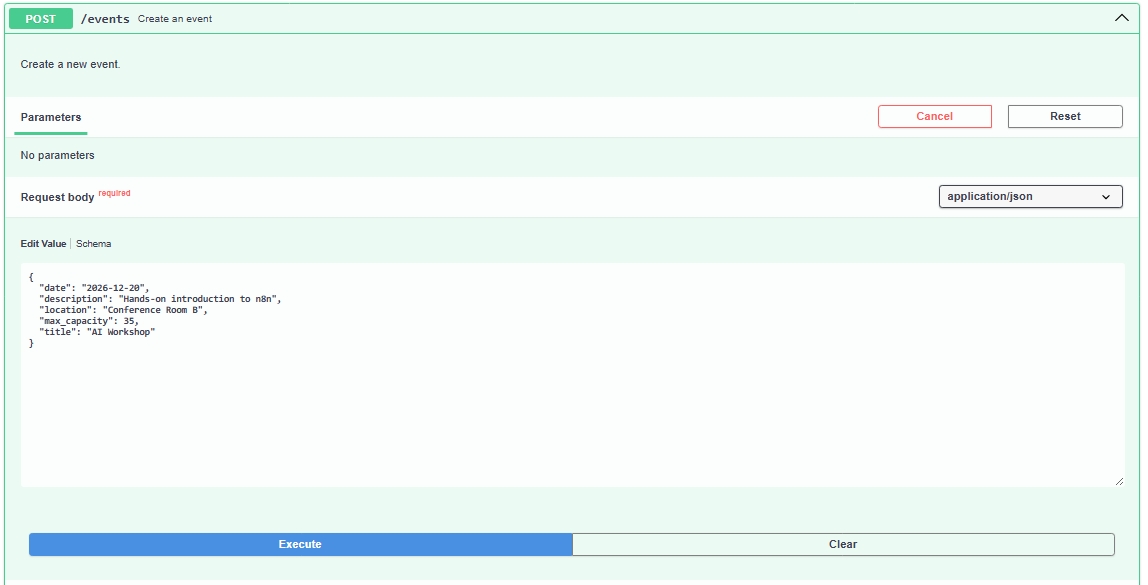 POST /events Create an event
Create a new event.
Parameters
Cancel
Reset
No parameters
Request body required
application/json
Edit Value | Schema
{
  "date": "2026-12-20",
  "description": "Hands-on introduction to n8n",
  "location": "Conference Room B",
  "max_capacity": 35,
  "title": "AI Workshop"
}
Execute
Clear